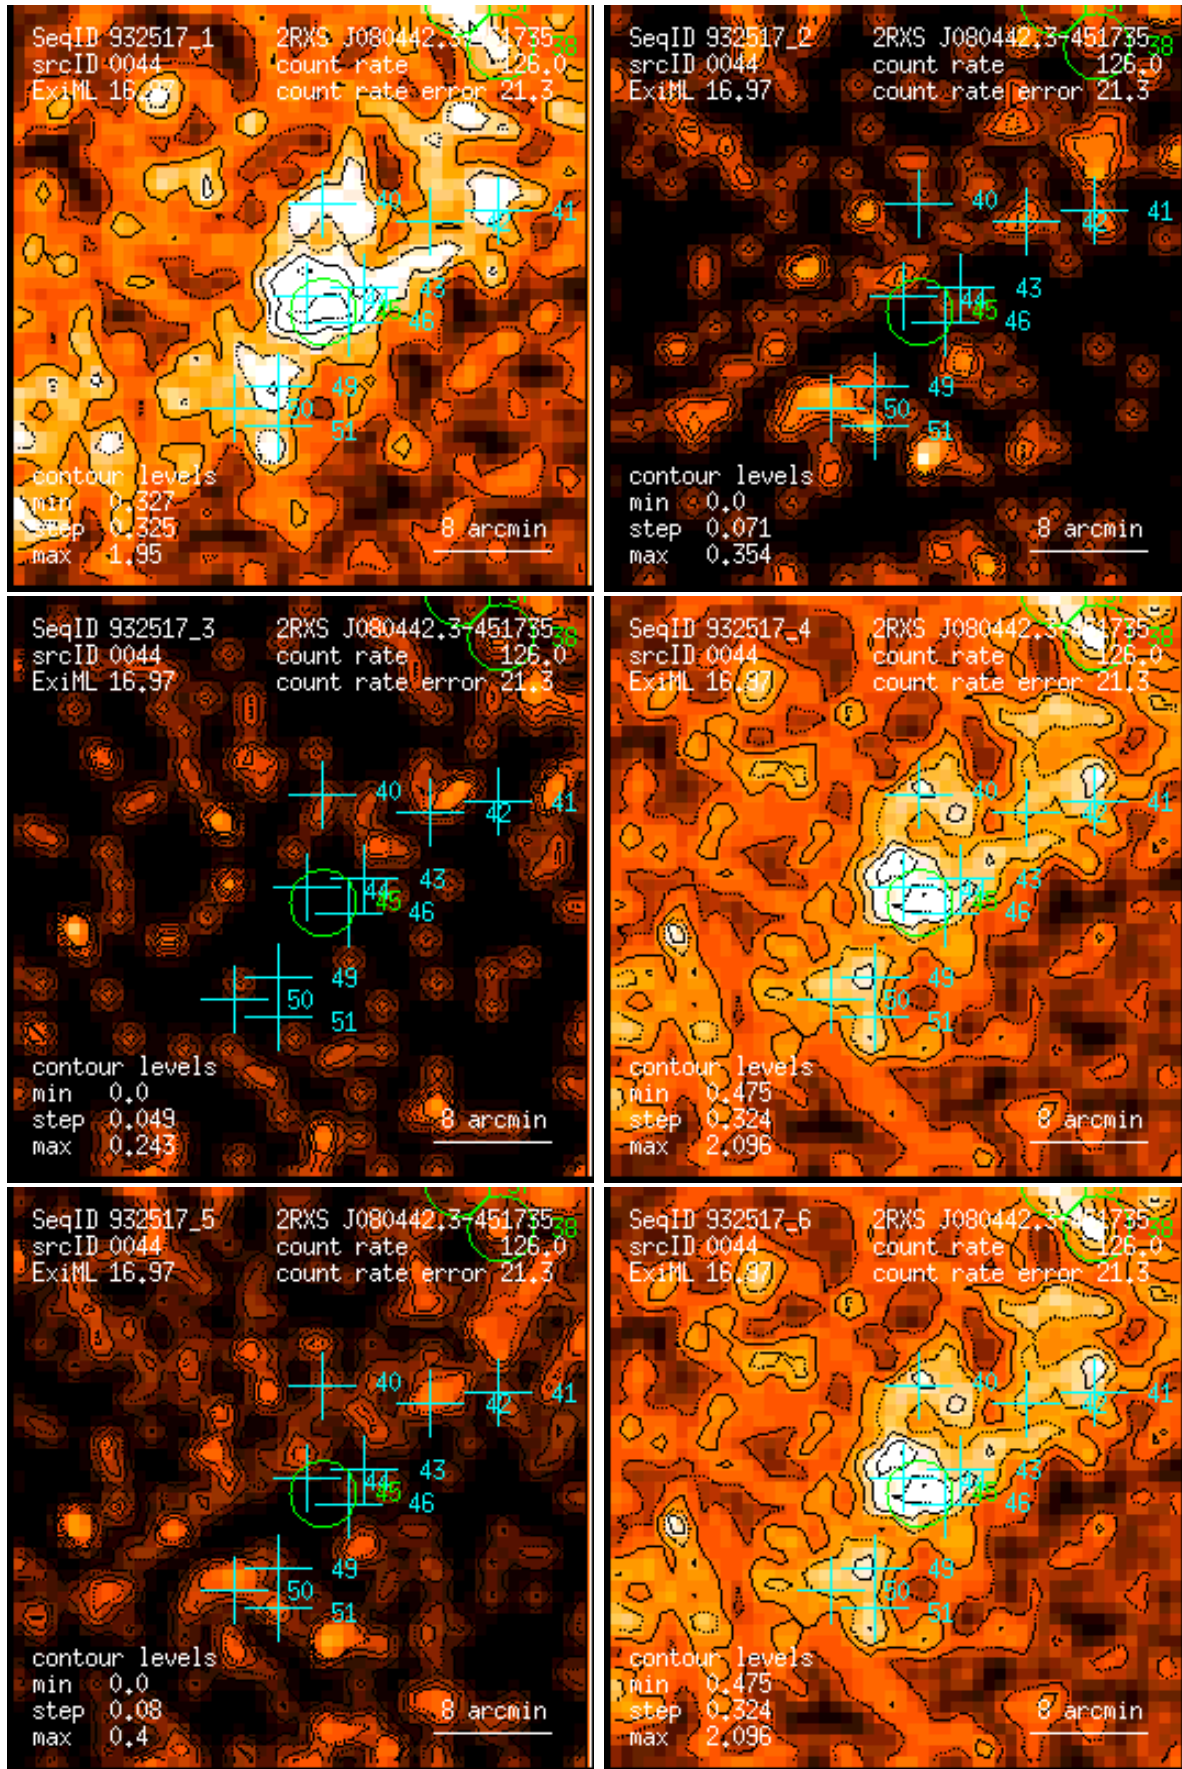 SeqID 932517_1 2RXS J080442.3-451735
srcID 0044 count rate 126.0
ExiML 16.97 count rate error 21.3
38
40
41
42
43
44
45
46
49
50
51
contour levels
min 0.327
step 0.325
max 1.95
8 arcmin
SeqID 932517_2 2RXS J080442.3-451735
srcID 0044 count rate 126.0
ExiML 16.97 count rate error 21.3
38
40
41
42
43
44
45
46
49
50
51
contour levels
min 0.0
step 0.071
max 0.354
8 arcmin
SeqID 932517_3 2RXS J080442.3-451735
srcID 0044 count rate 126.0
ExiML 16.97 count rate error 21.3
38
40
41
42
43
44
45
46
49
50
51
contour levels
min 0.0
step 0.049
max 0.243
8 arcmin
SeqID 932517_4 2RXS J080442.3-451735
srcID 0044 count rate 126.0
ExiML 16.97 count rate error 21.3
38
40
41
42
43
44
45
46
49
50
51
contour levels
min 0.475
step 0.324
max 2.096
8 arcmin
SeqID 932517_5 2RXS J080442.3-451735
srcID 0044 count rate 126.0
ExiML 16.97 count rate error 21.3
38
40
41
42
43
44
45
46
49
50
51
contour levels
min 0.0
step 0.08
max 0.4
8 arcmin
SeqID 932517_6 2RXS J080442.3-451735
srcID 0044 count rate 126.0
ExiML 16.97 count rate error 21.3
38
40
41
42
43
44
45
46
49
50
51
contour levels
min 0.475
step 0.324
max 2.096
8 arcmin